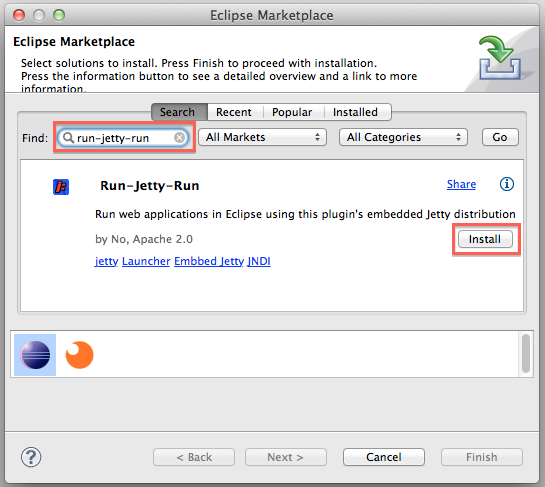 Eclipse Marketplace
Eclipse Marketplace
Select solutions to install. Press Finish to proceed with installation.
Press the information button to see a detailed overview and a link to more
information.
Search Recent Popular Installed
Find: run-jetty-run All Markets All Categories Go
Run-Jetty-Run Share i
Run web applications in Eclipse using this plugin's embedded Jetty distribution
by No, Apache 2.0 Install
jetty Launcher Embbed Jetty JNDI
? < Back Next > Cancel Finish